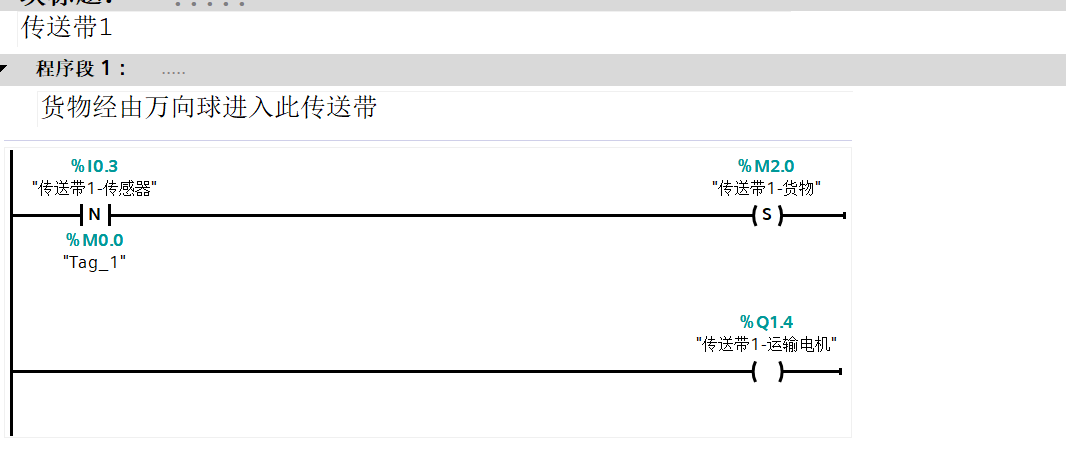 传送带1
程序段 1： .....
货物经由万向球进入此传送带
%I0.3
"传送带1-传感器"
N
%M0.0
"Tag_1"
%M2.0
"传送带1-货物"
S
%Q1.4
"传送带1-运输电机"